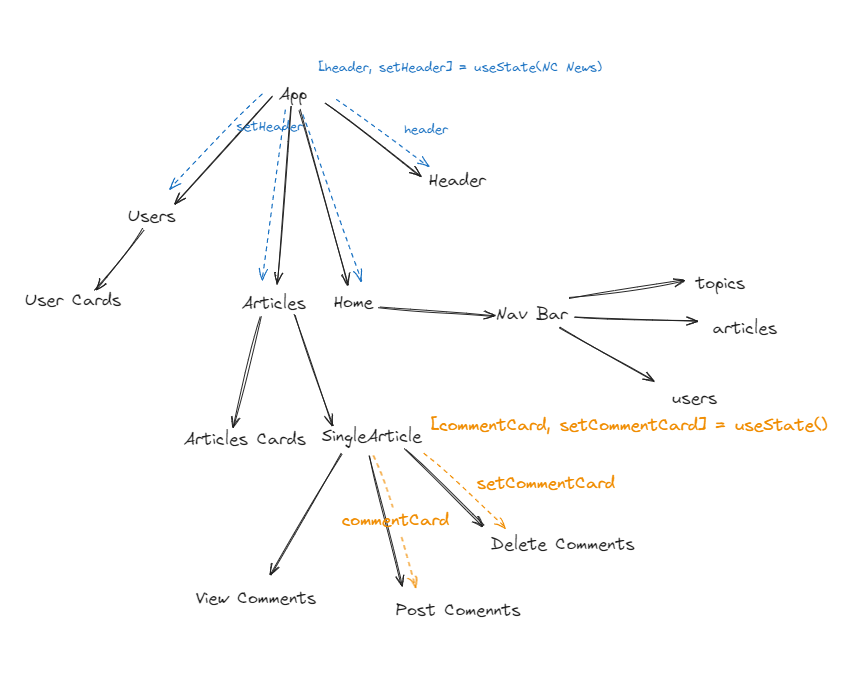 [header, setHeader] = useState(NC News)
App
setHeader
header
Header
Users
User Cards
Articles
Home
Nav Bar
topics
articles
users
Articles Cards
SingleArticle
[commentCard, setCommentCard] = useState()
setCommentCard
commentCard
Delete Comments
View Comments
Post Comennts